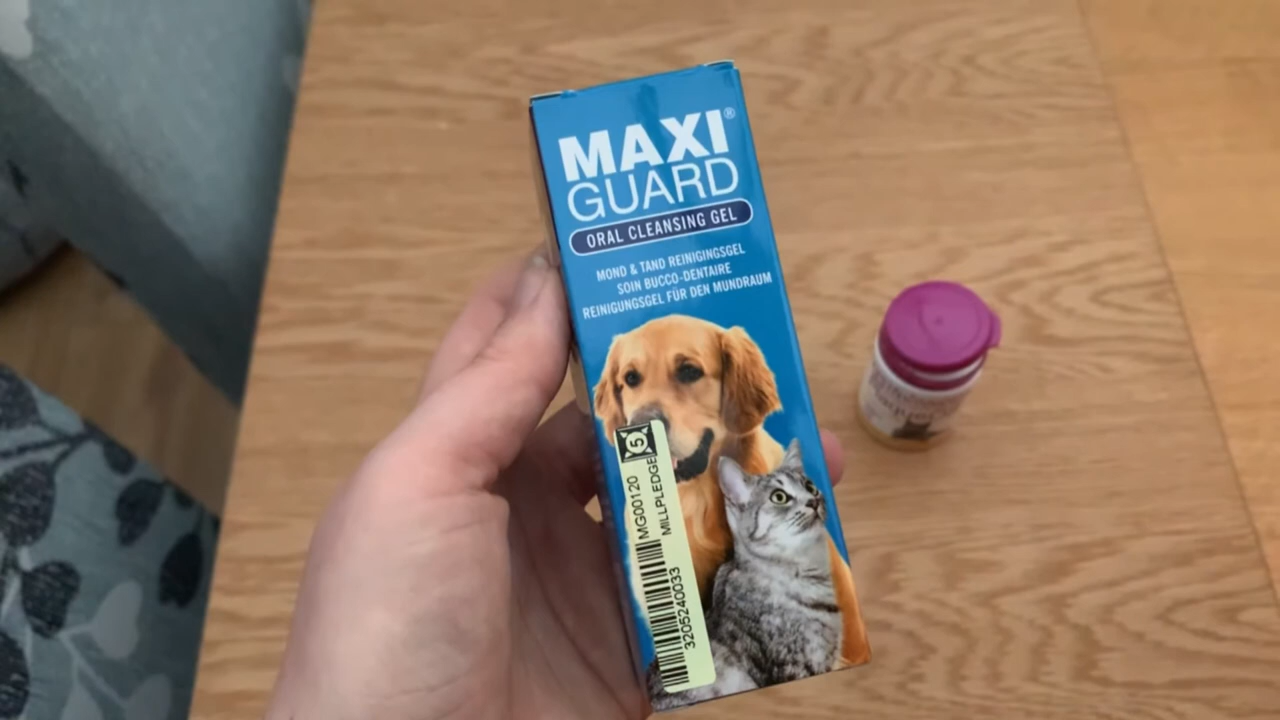 MAXI®
GUARD
ORAL CLEANSING GEL
MOND & TAND REINIGINGSGEL
SOIN BUCCO-DENTAIRE
REINIGUNGSGEL FÜR DEN MUNDRAUM
5
MG00120
MILLPLEDGE
3205240033